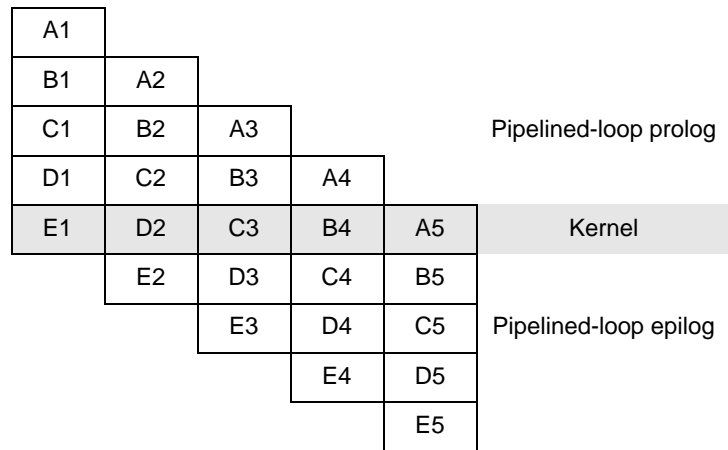 A1
B1 A2
C1 B2 A3 Pipelined-loop prolog
D1 C2 B3 A4
E1 D2 C3 B4 A5 Kernel
E2 D3 C4 B5
E3 D4 C5 Pipelined-loop epilog
E4 D5
E5